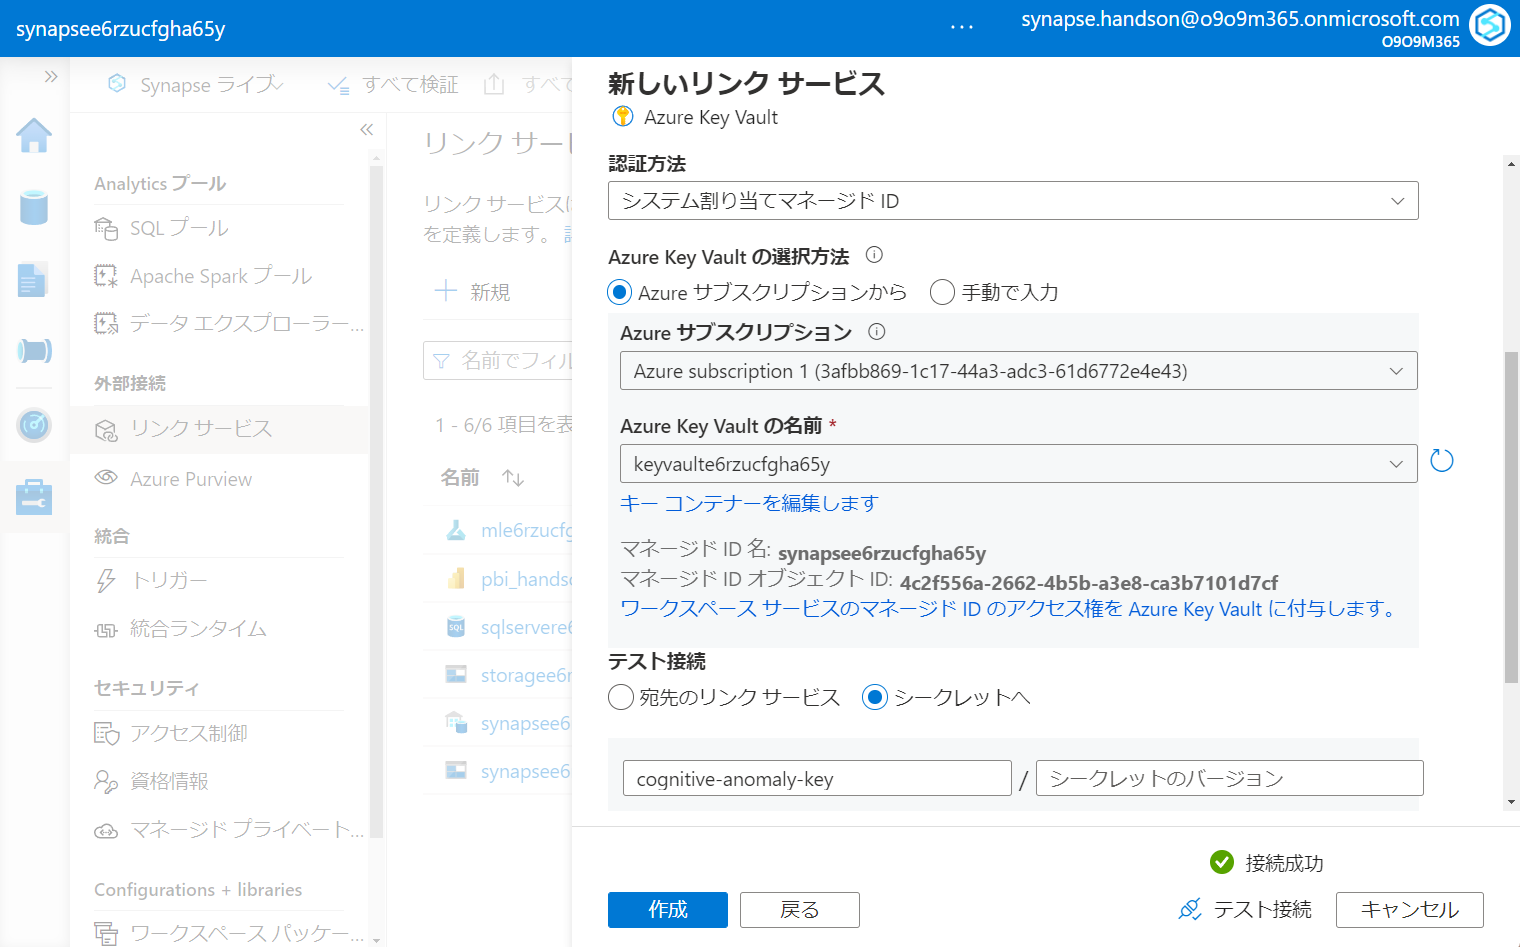 synapsee6rzucfgha65y
...
synapse.handson@o9o9m365.onmicrosoft.com
O9O9M365
Synapse ライブ
すべて検証
すべて
Analytics プール
SQL プール
Apache Spark プール
データ エクスプローラー...
外部接続
リンク サービス
Azure Purview
統合
トリガー
統合ランタイム
セキュリティ
アクセス制御
資格情報
マネージド プライベート...
Configurations + libraries
ワークスペース パッケー...
リンク サー
リンク サービスは
を定義します。
新規
名前でフィル
1 - 6/6 項目を表
名前
mle6rzucfg
pbi_handso
sqlservere6
storagee6r
synapsee6
synapsee6
新しいリンク サービス
Azure Key Vault
認証方法
システム割り当てマネージド ID
Azure Key Vault の選択方法
Azure サブスクリプションから
手動で入力
Azure サブスクリプション
Azure subscription 1 (3afbb869-1c17-44a3-adc3-61d6772e4e43)
Azure Key Vault の名前 *
keyvaulte6rzucfgha65y
キー コンテナーを編集します
マネージド ID 名: synapsee6rzucfgha65y
マネージド ID オブジェクト ID: 4c2f556a-2662-4b5b-a3e8-ca3b7101d7cf
ワークスペース サービスのマネージド ID のアクセス権を Azure Key Vault に付与します。
テスト接続
宛先のリンク サービス
シークレットへ
cognitive-anomaly-key / シークレットのバージョン
接続成功
作成
戻る
テスト接続
キャンセル